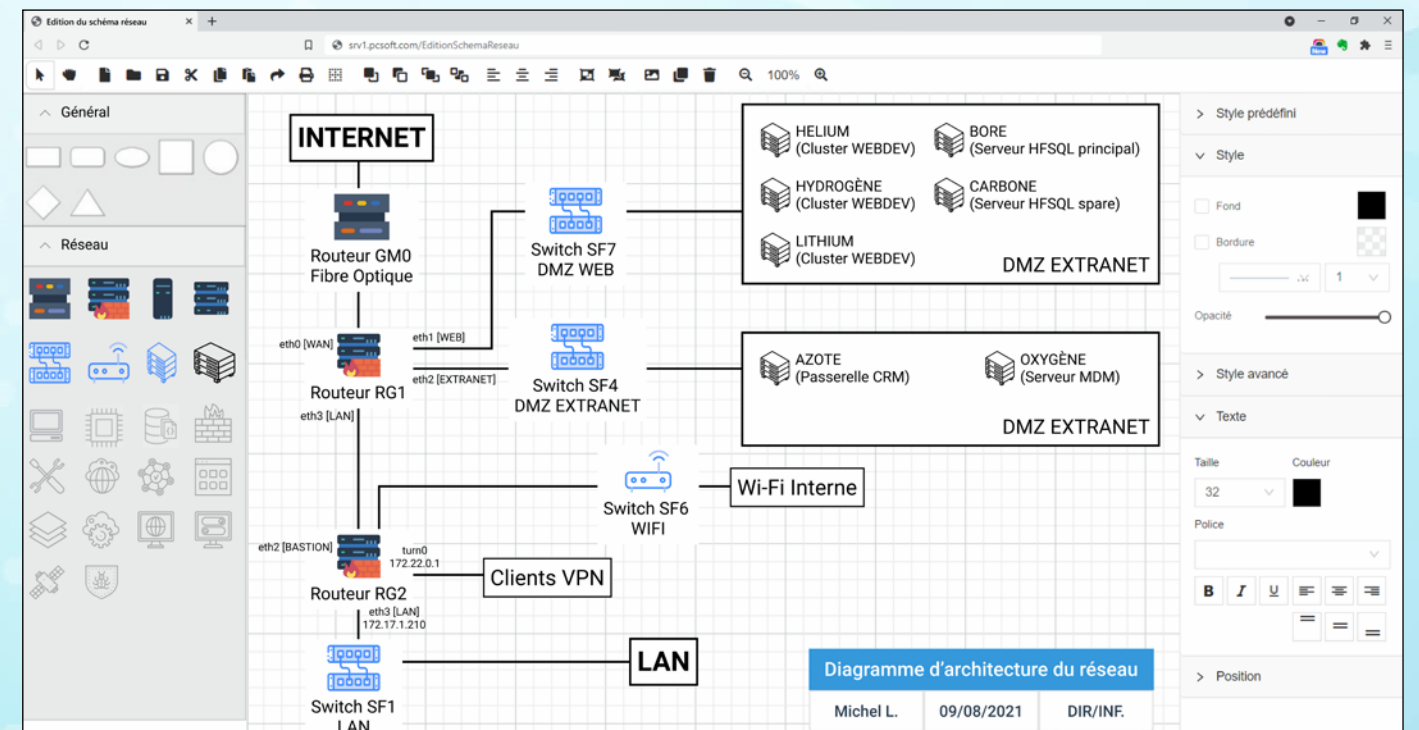 Edition du schéma réseau
srv1.pcsoft.com/EditionSchemaReseau
New
100%
Général
Réseau
INTERNET
Routeur GM0
Fibre Optique
eth0 [WAN]
eth1 [WEB]
eth2 [EXTRANET]
Routeur RG1
eth3 [LAN]
Switch SF7
DMZ WEB
Switch SF4
DMZ EXTRANET
HELIUM
(Cluster WEBDEV)
BORE
(Serveur HFSQL principal)
HYDROGÈNE
(Cluster WEBDEV)
CARBONE
(Serveur HFSQL spare)
LITHIUM
(Cluster WEBDEV)
DMZ EXTRANET
AZOTE
(Passerelle CRM)
OXYGÈNE
(Serveur MDM)
DMZ EXTRANET
Switch SF6
WIFI
Wi-Fi Interne
eth2 [BASTION]
turn0
172.22.0.1
Routeur RG2
Clients VPN
eth3 [LAN]
172.17.1.210
Switch SF1
LAN
LAN
Diagramme d'architecture du réseau
Michel L.
09/08/2021
DIR/INF.
Style prédéfini
Style
Fond
Bordure
1
Opacité
Style avancé
Texte
Taille
Couleur
32
Police
B I U
Position